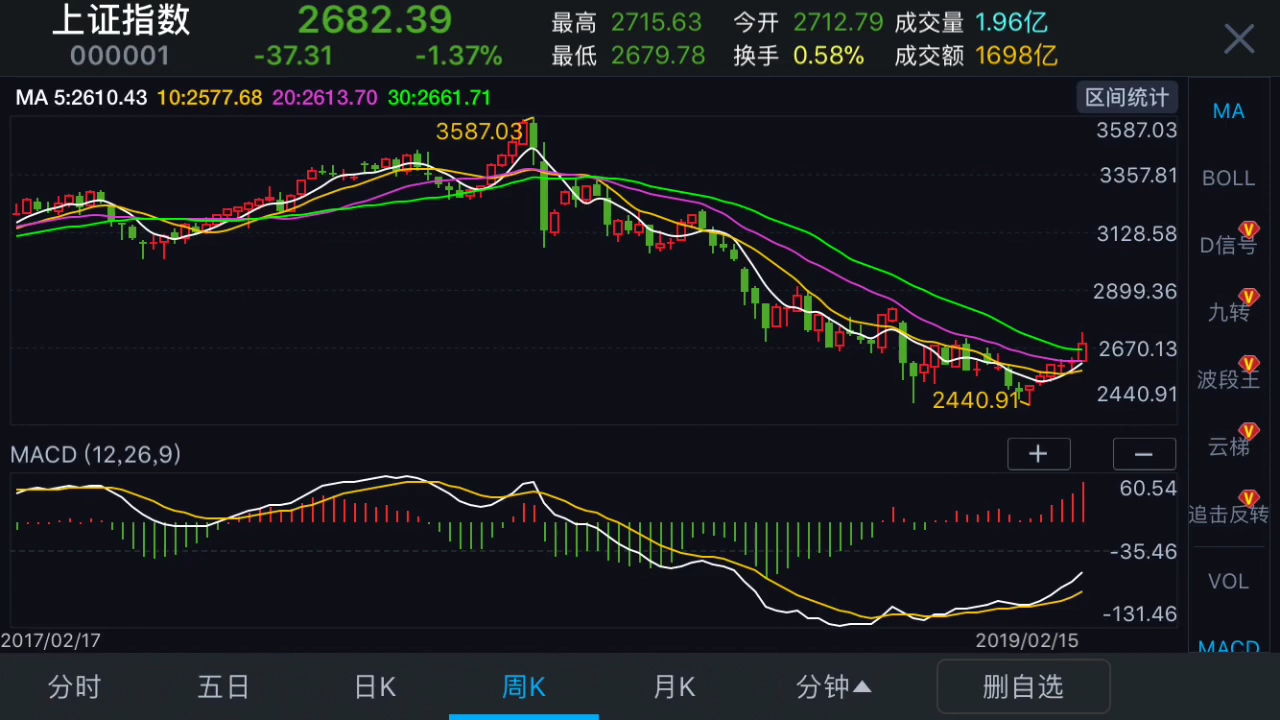 上证指数 2682.39 最高 2715.63 今开 2712.79 成交量 1.96亿
000001 -37.31 -1.37% 最低 2679.78 换手 0.58% 成交额 1698亿
MA 5:2610.43 10:2577.68 20:2613.70 30:2661.71 区间统计
3587.03
3587.03
3357.81
3128.58
2899.36
2670.13
2440.91
2440.91
MACD (12,26,9) + −
60.54
-35.46
-131.46
2017/02/17 2019/02/15
MA
BOLL
D信号 V
九转 V
波段王 V
云梯 V
追击反转 V
VOL
MACD
分时 五日 日K 周K 月K 分钟 删自选